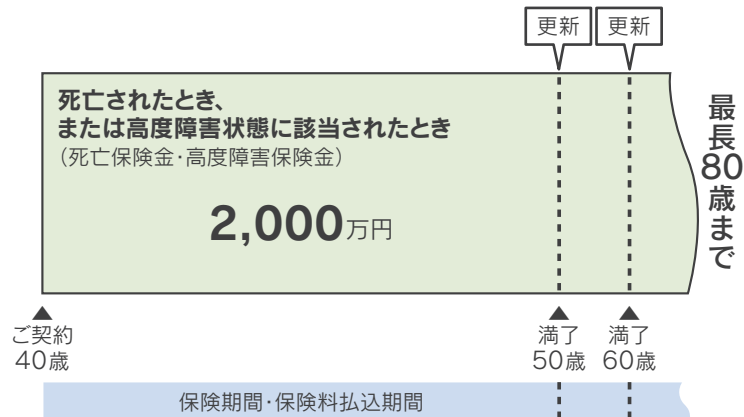 更新
更新
死亡されたとき、
または高度障害状態に該当されたとき
（死亡保険金・高度障害保険金）
2,000万円
最長80歳まで
ご契約
40歳
満了
50歳
満了
60歳
保険期間・保険料払込期間